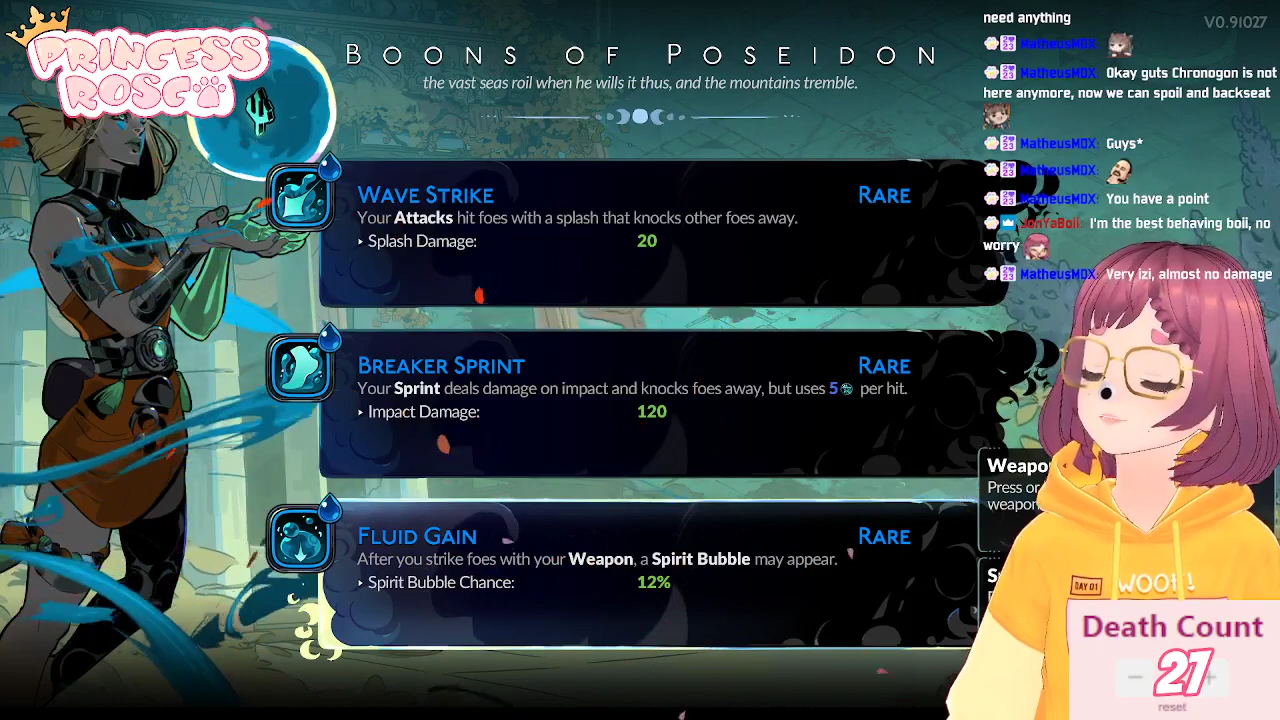 PRINCESS
ROSE
BOONS OF POSEIDON
the vast seas roil when he wills it thus, and the mountains tremble.
V0.91027
WAVE STRIKE
RARE
Your Attacks hit foes with a splash that knocks other foes away.
▸ Splash Damage: 20
BREAKER SPRINT
RARE
Your Sprint deals damage on impact and knocks foes away, but uses 5 per hit.
▸ Impact Damage: 120
FLUID GAIN
RARE
After you strike foes with your Weapon, a Spirit Bubble may appear.
▸ Spirit Bubble Chance: 12%
need anything
MatheusMDX:
MatheusMDX: Okay guts Chronogon is not
here anymore, now we can spoil and backseat
MatheusMDX: Guys*
MatheusMDX:
MatheusMDX: You have a point
JonYaBoii: I'm the best behaving boii, no
worry
MatheusMDX: Very izi, almost no damage
Press or
DAY 01
WOOF!
Death Count
27
reset